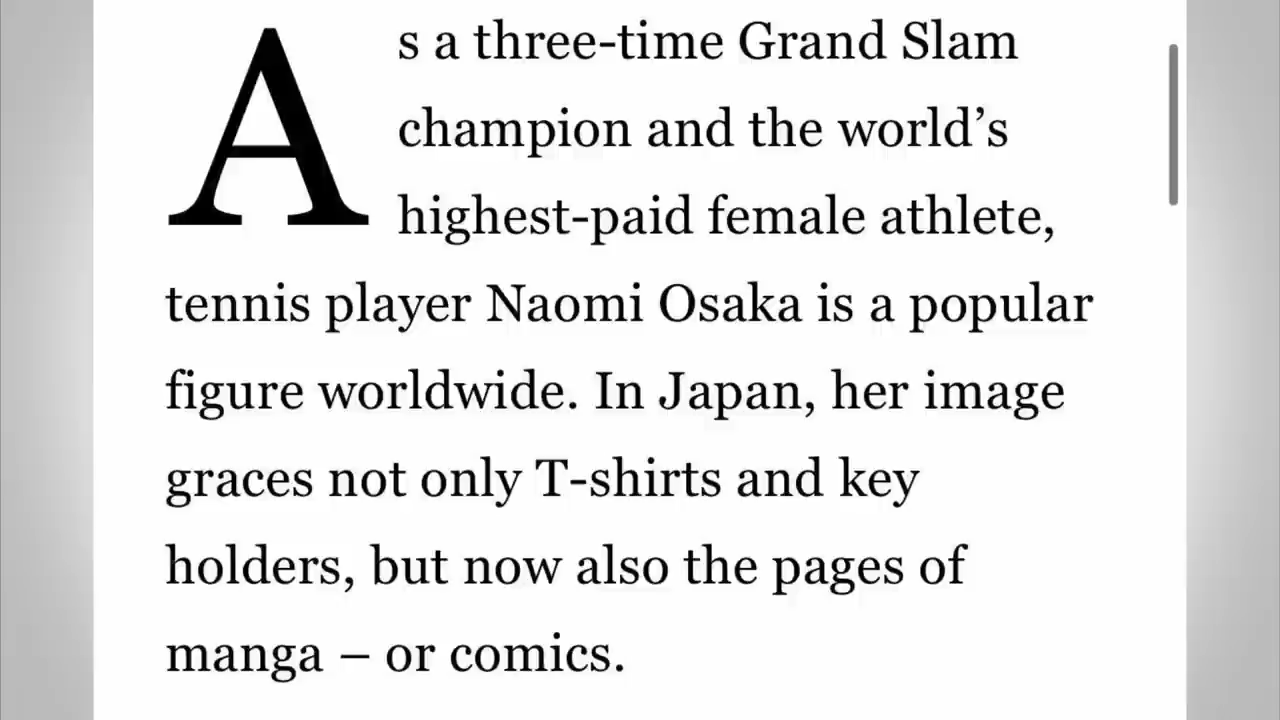 As a three-time Grand Slam
champion and the world’s
highest-paid female athlete,
tennis player Naomi Osaka is a popular
figure worldwide. In Japan, her image
graces not only T-shirts and key
holders, but now also the pages of
manga – or comics.